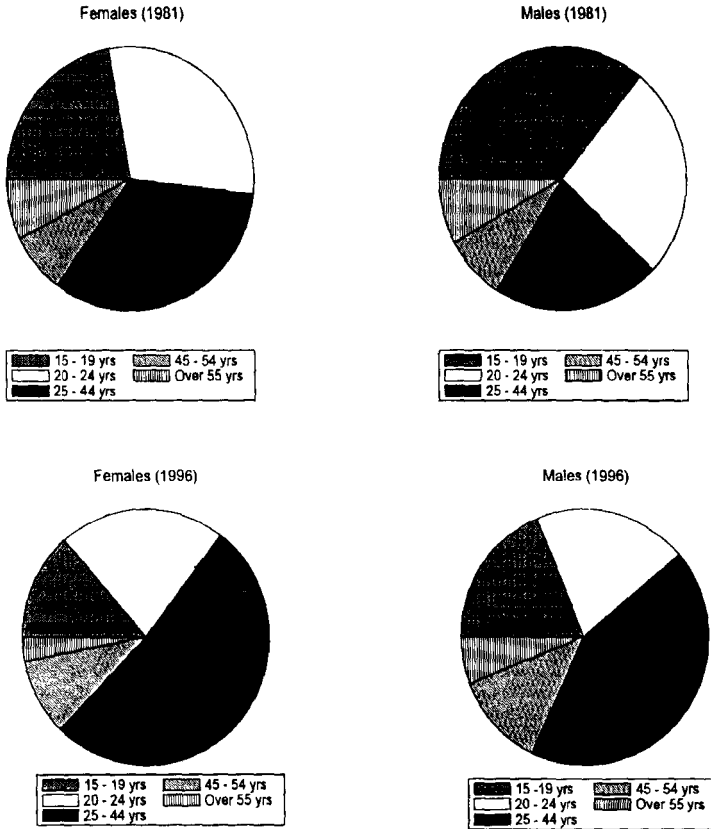 Females (1981)
Males (1981)
15 - 19 yrs 45 - 54 yrs
20 - 24 yrs Over 55 yrs
25 - 44 yrs
15 - 19 yrs 45 - 54 yrs
20 - 24 yrs Over 55 yrs
25 - 44 yrs
Females (1996)
Males (1996)
15 - 19 yrs 45 - 54 yrs
20 - 24 yrs Over 55 yrs
25 - 44 yrs
15 -19 yrs 45 - 54 yrs
20 - 24 yrs Over 55 yrs
25 - 44 yrs